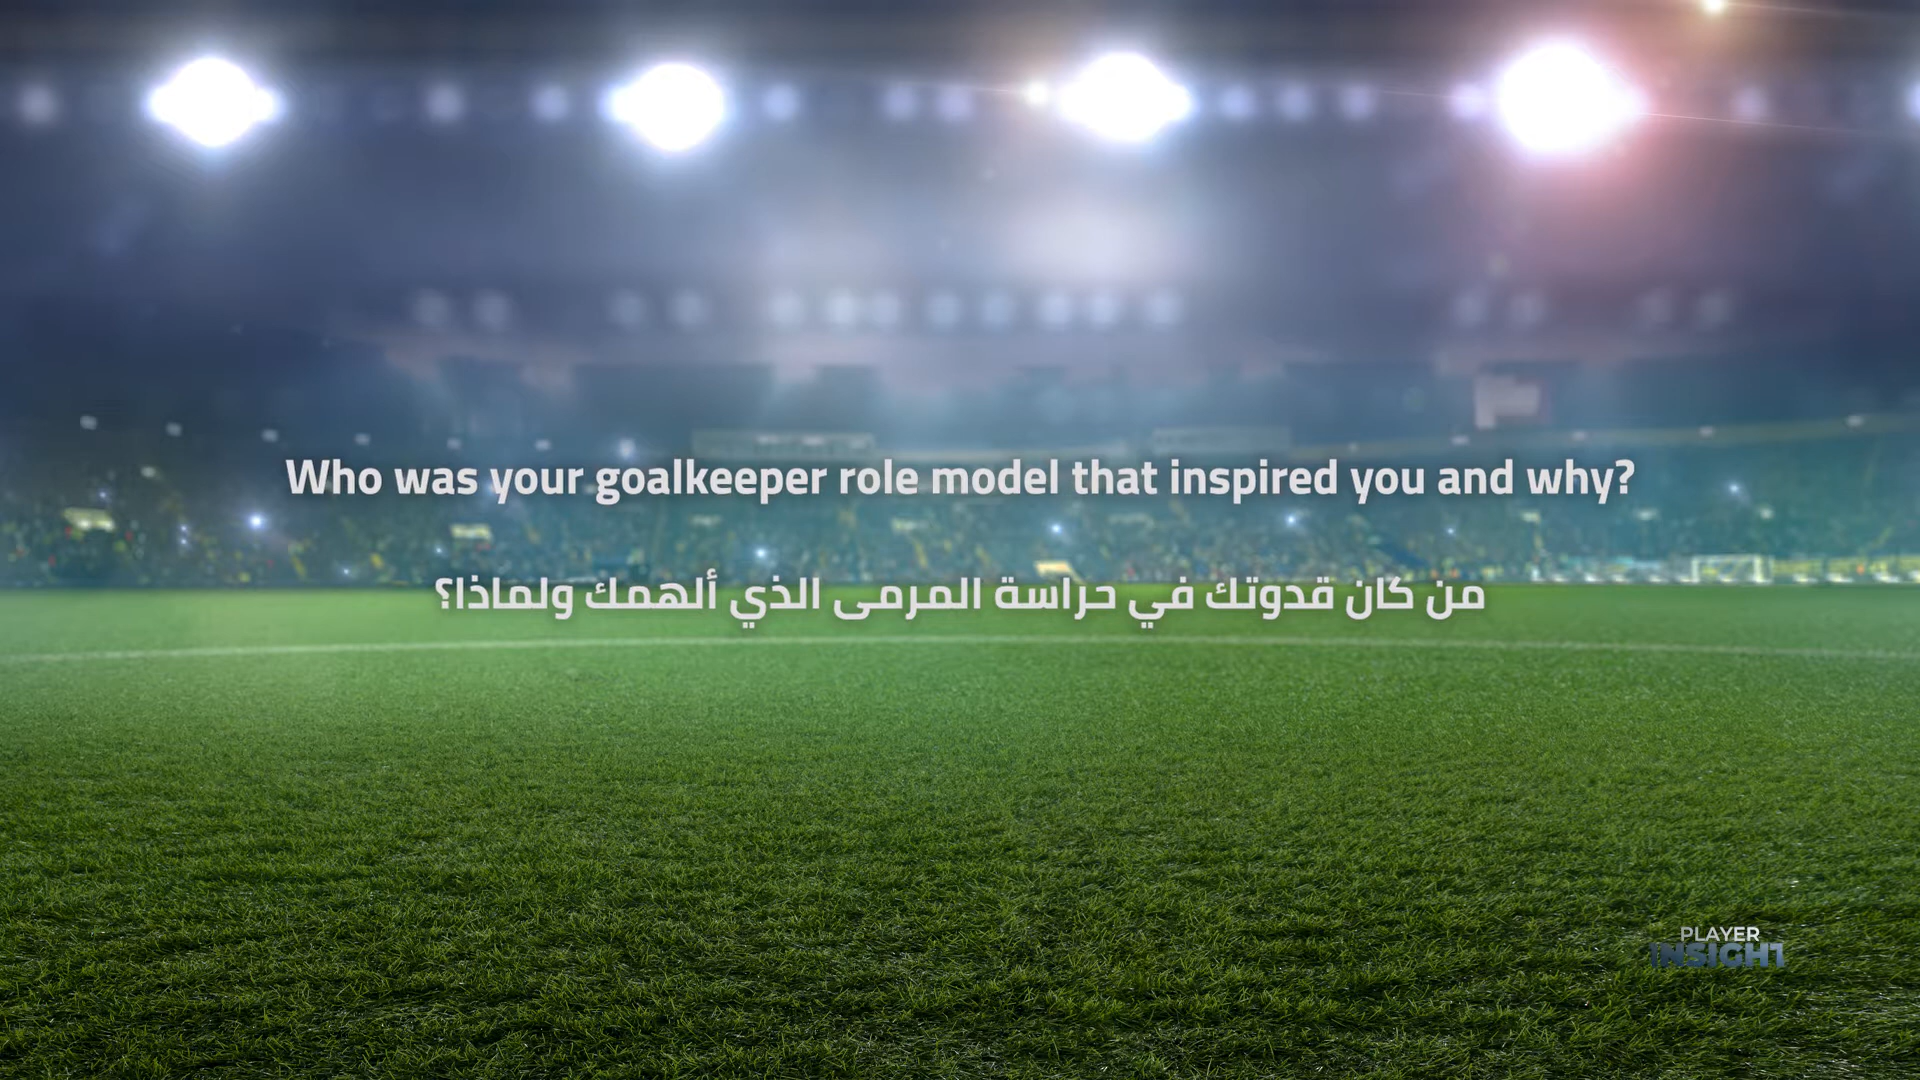 Who was your goalkeeper role model that inspired you and why?
من كان قدوتك في حراسة المرمى الذي ألهمك ولماذا؟
PLAYER
INSIGHT